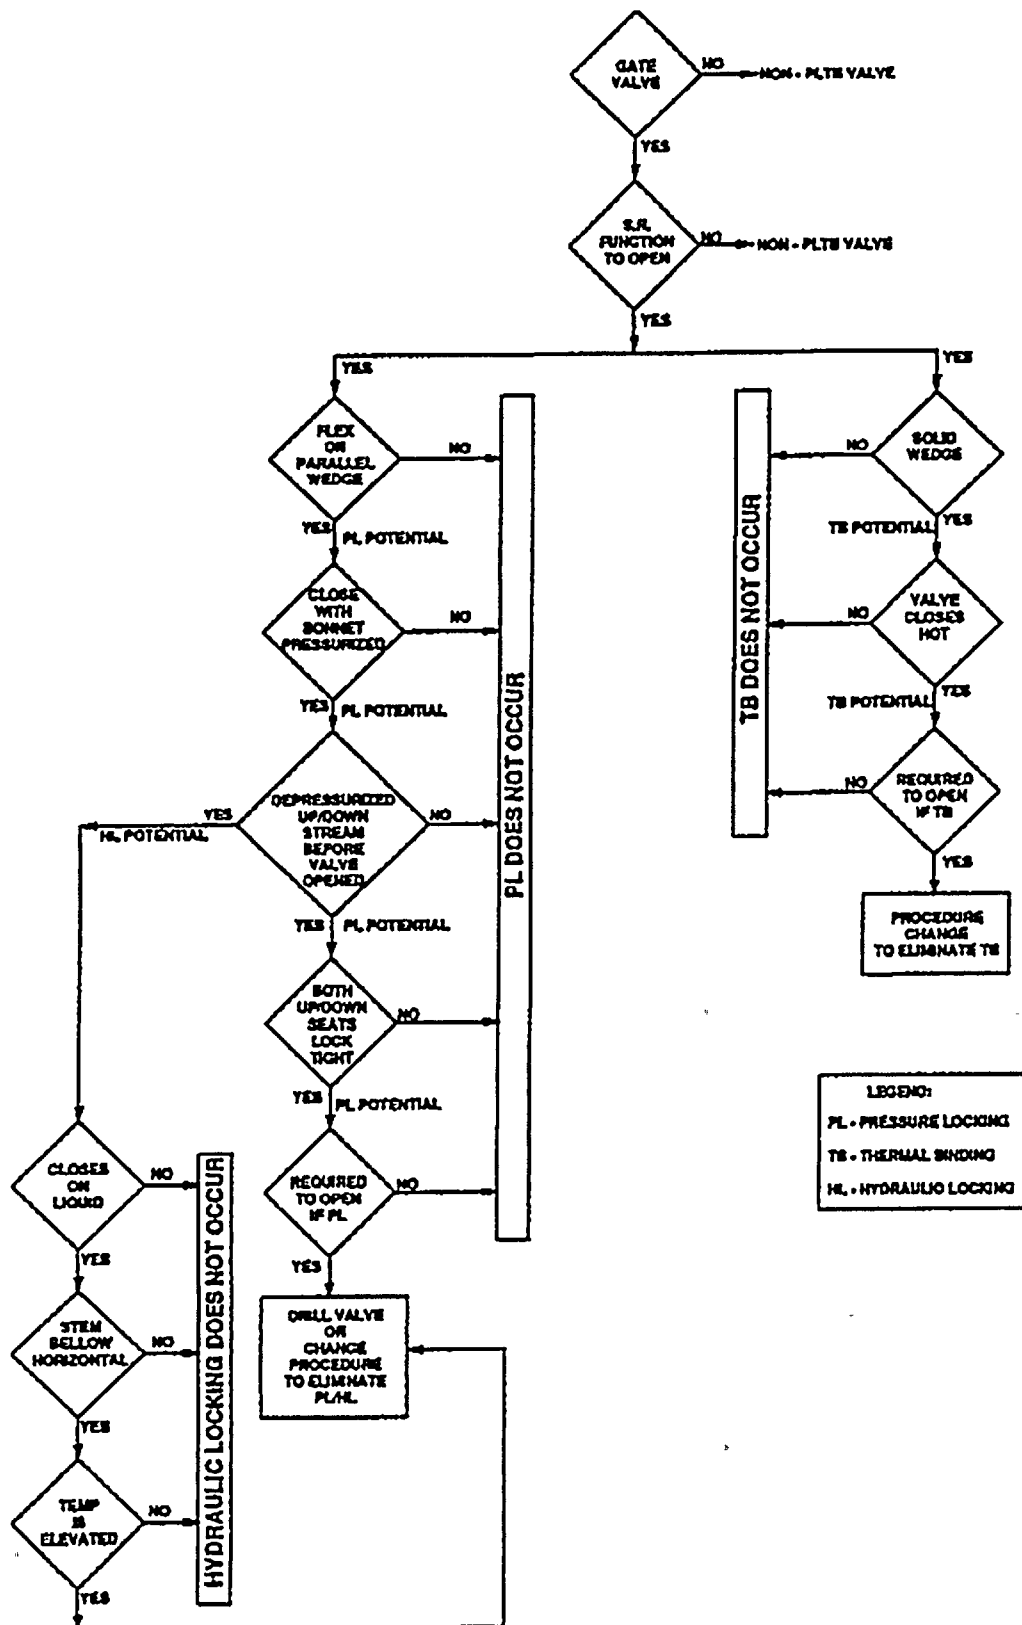 GATE
VALVE
NO
NON - PLTB VALVE
YES
S.R.
FUNCTION
TO OPEN
NO
NON - PLTB VALVE
YES
YES
YES
FLEX
OR
PARALLEL
WEDGE
NO
YES
PL POTENTIAL
CLOSE
WITH
BONNET
PRESSURIZED
NO
YES
PL POTENTIAL
DEPRESSURIZED
UP/DOWN
STREAM
BEFORE
VALVE
OPENED
NO
YES
HL POTENTIAL
YES
PL POTENTIAL
BOTH
UP/DOWN
SEATS
LOCK
TIGHT
NO
YES
PL POTENTIAL
REQUIRED
TO OPEN
IF PL
NO
YES
DRILL VALVE
OR
CHANGE
PROCEDURE
TO ELIMINATE
PL/HL
PL DOES NOT OCCUR
SOLID
WEDGE
NO
YES
TB POTENTIAL
VALVE
CLOSES
HOT
NO
YES
TB POTENTIAL
REQUIRED
TO OPEN
IF TB
NO
YES
PROCEDURE
CHANGE
TO ELIMINATE TB
TB DOES NOT OCCUR
CLOSES
ON
LIQUID
NO
YES
STEM
BELLOW
HORIZONTAL
NO
YES
TEMP
IS
ELEVATED
NO
YES
HYDRAULIC LOCKING DOES NOT OCCUR
LEGEND:
PL - PRESSURE LOCKING
TB - THERMAL BINDING
HL - HYDRAULIC LOCKING